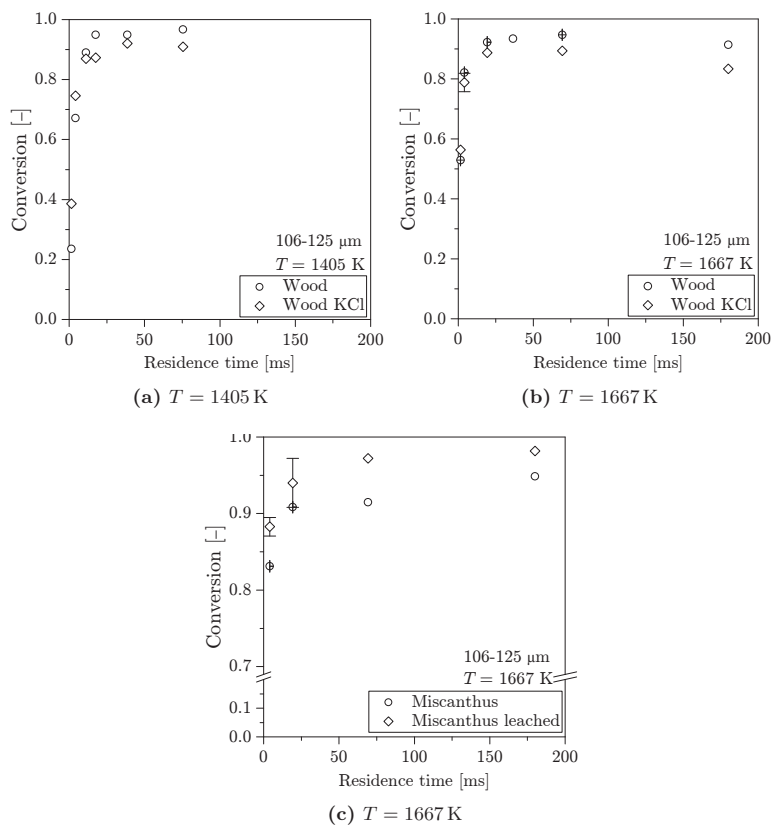 1.0
0.8
0.6
0.4
0.2
0.0
Conversion [–]
0 50 100 150 200
Residence time [ms]
106-125 µm
T = 1405 K
Wood
Wood KCl
(a) T = 1405 K
1.0
0.8
0.6
0.4
0.2
0.0
Conversion [–]
0 50 100 150 200
Residence time [ms]
106-125 µm
T = 1667 K
Wood
Wood KCl
(b) T = 1667 K
1.0
0.9
0.8
0.7
0.1
0.0
Conversion [–]
0 50 100 150 200
Residence time [ms]
106-125 µm
T = 1667 K
Miscanthus
Miscanthus leached
(c) T = 1667 K